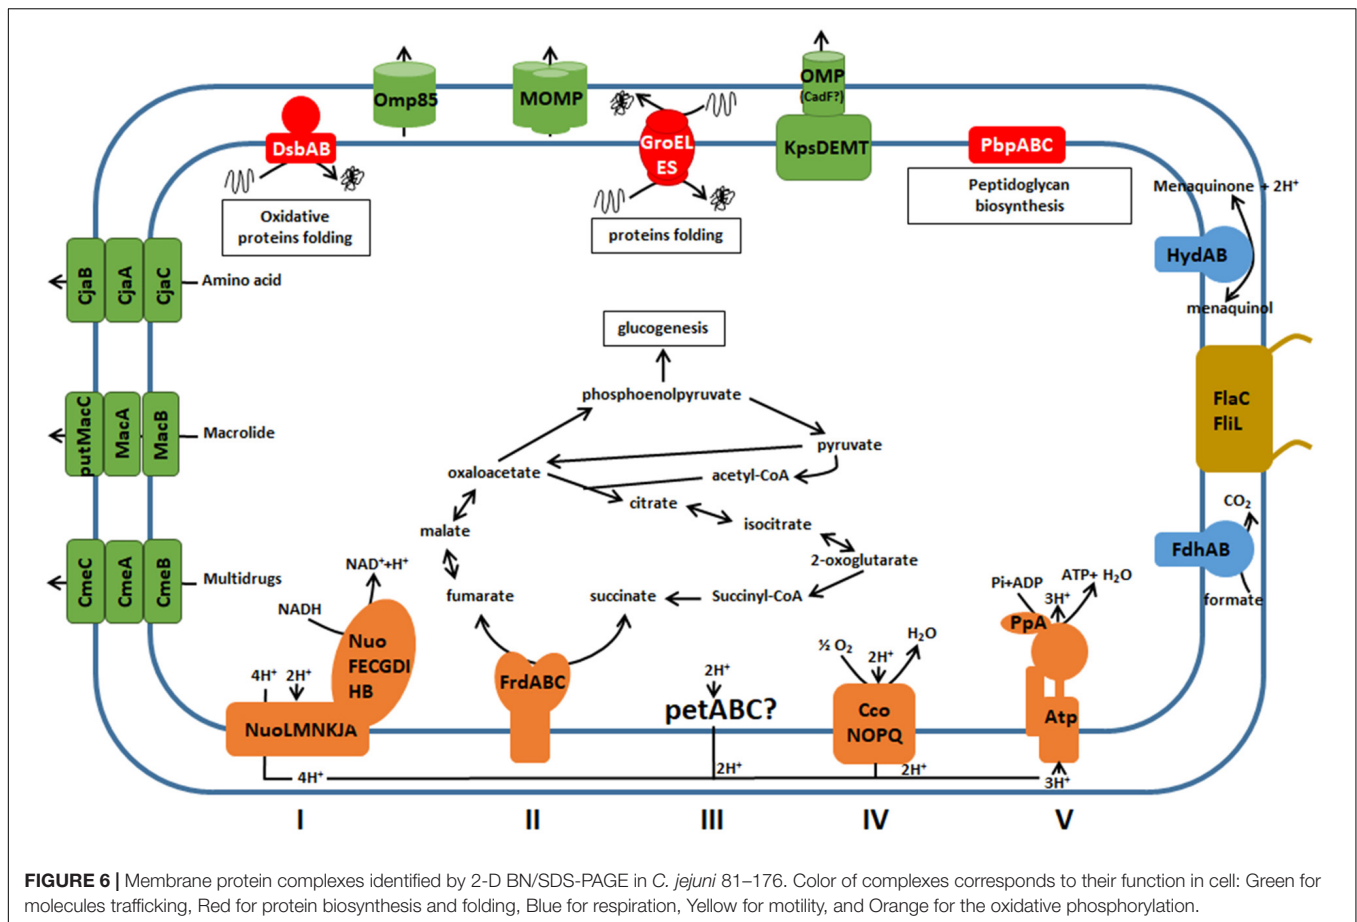 Omp85
MOMP
OMP
(CadF?)
KpsDEMT
DsbAB
GroEL
ES
PbpABC
Oxidative
proteins folding
proteins folding
Peptidoglycan
biosynthesis
Menaquinone + 2H⁺
HydAB
menaquinol
CjaB
CjaA
CjaC
Amino acid
putMacC
MacA
MacB
Macrolide
CmeC
CmeA
CmeB
Multidrugs
FlaC
FliL
CO₂
FdhAB
formate
glucogenesis
phosphoenolpyruvate
pyruvate
oxaloacetate
acetyl-CoA
citrate
isocitrate
malate
2-oxoglutarate
fumarate
succinate
Succinyl-CoA
NAD⁺+H⁺
NADH
Nuo
FECGDI
HB
4H⁺
2H⁺
NuoLMNKJA
FrdABC
2H⁺
petABC?
½ O₂
2H⁺
H₂O
Cco
NOPQ
Pi+ADP
ATP+ H₂O
3H⁺
PpA
Atp
4H⁺
2H⁺
2H⁺
3H⁺
I
II
III
IV
V
FIGURE 6 | Membrane protein complexes identified by 2-D BN/SDS-PAGE in C. jejuni 81–176. Color of complexes corresponds to their function in cell: Green for
molecules trafficking, Red for protein biosynthesis and folding, Blue for respiration, Yellow for motility, and Orange for the oxidative phosphorylation.